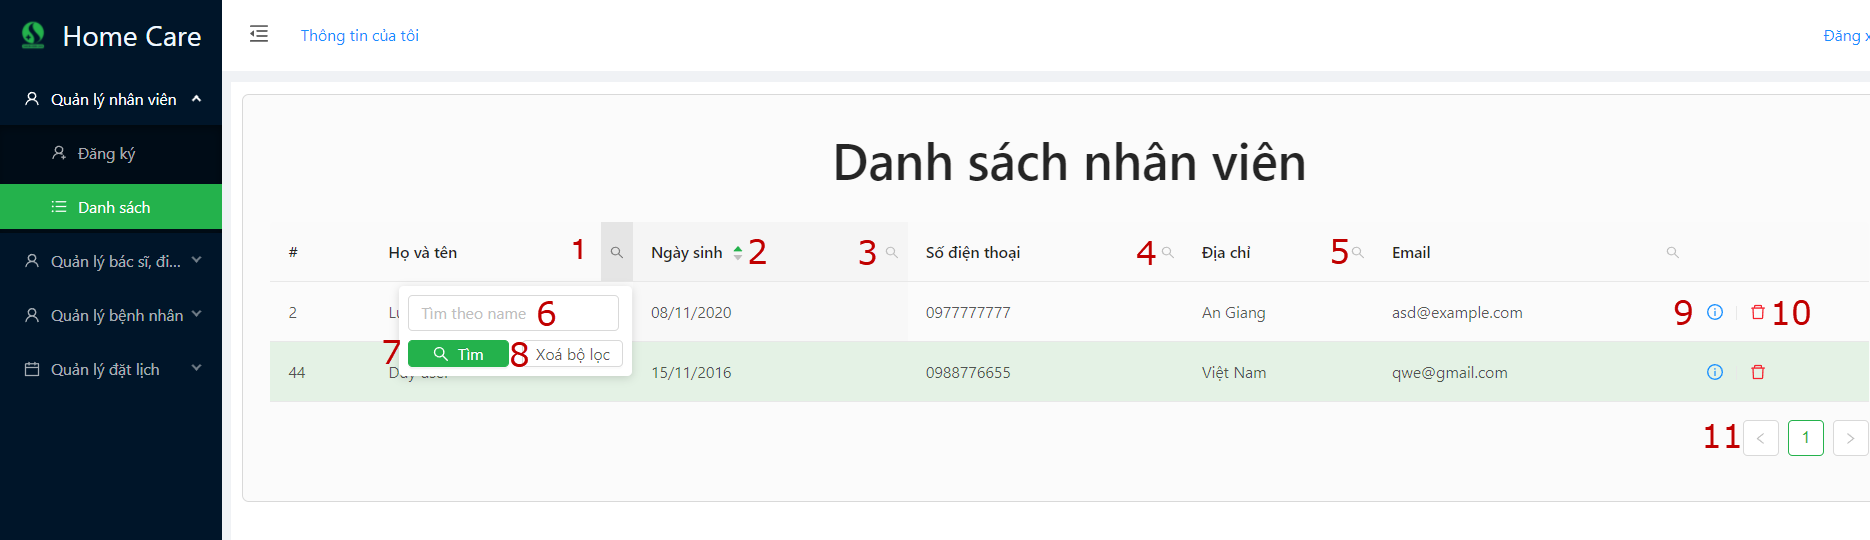 Home Care
Thông tin của tôi
Đăng x
Quản lý nhân viên
Đăng ký
Danh sách
Quản lý bác sĩ, đi...
Quản lý bệnh nhân
Quản lý đặt lịch
Danh sách nhân viên
# Họ và tên 1 Ngày sinh 2 3 Số điện thoại 4 Địa chỉ 5 Email
2 08/11/2020 0977777777 An Giang asd@example.com 9 10
Tìm theo name 6
7 Tìm 8 Xoá bộ lọc
44 15/11/2016 0988776655 Việt Nam qwe@gmail.com
11 < 1 >